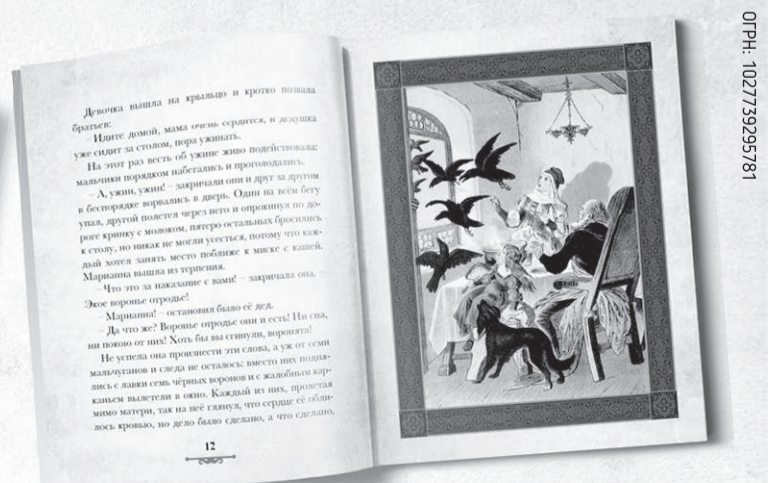 Девочка вышла на крыльцо и кротко позвала
братьев:
– Идите домой, мама очень сердится, и дедушка
уже сидит за столом, пора ужинать.
На этот раз весть об ужине живо подействовала:
мальчики порядком набегались и проголодались.
– А, ужин, ужин! – закричали они и друг за другом
в беспорядке ворвались в дверь. Один на всём бегу
упал, другой полетел через него и опрокинул по до-
роге кринку с молоком, пятеро остальных бросились
к столу, но никак не могли усесться, потому что каж-
дый хотел занять место поближе к миске с кашей.
Марианна вышла из терпения.
– Что это за наказание с вами! – закричала она. –
Экое воронье отродье!
– Марианна! – остановил было её дед.
– Да что же? Воронье отродье они и есть! Ни сна,
ни покою от них! Хоть бы вы сгинули, воронята!
Не успела она произнести эти слова, а уж от семи
мальчуганов и следа не осталось: вместо них подня-
лись с лавки семь чёрных воронов и с жалобным кар-
каньем вылетели в окно. Каждый из них, пролетая
мимо матери, так на неё глянул, что сердце её обли-
лось кровью, но дело было сделано, а что сделано,
12
ОГРН: 1027739295781